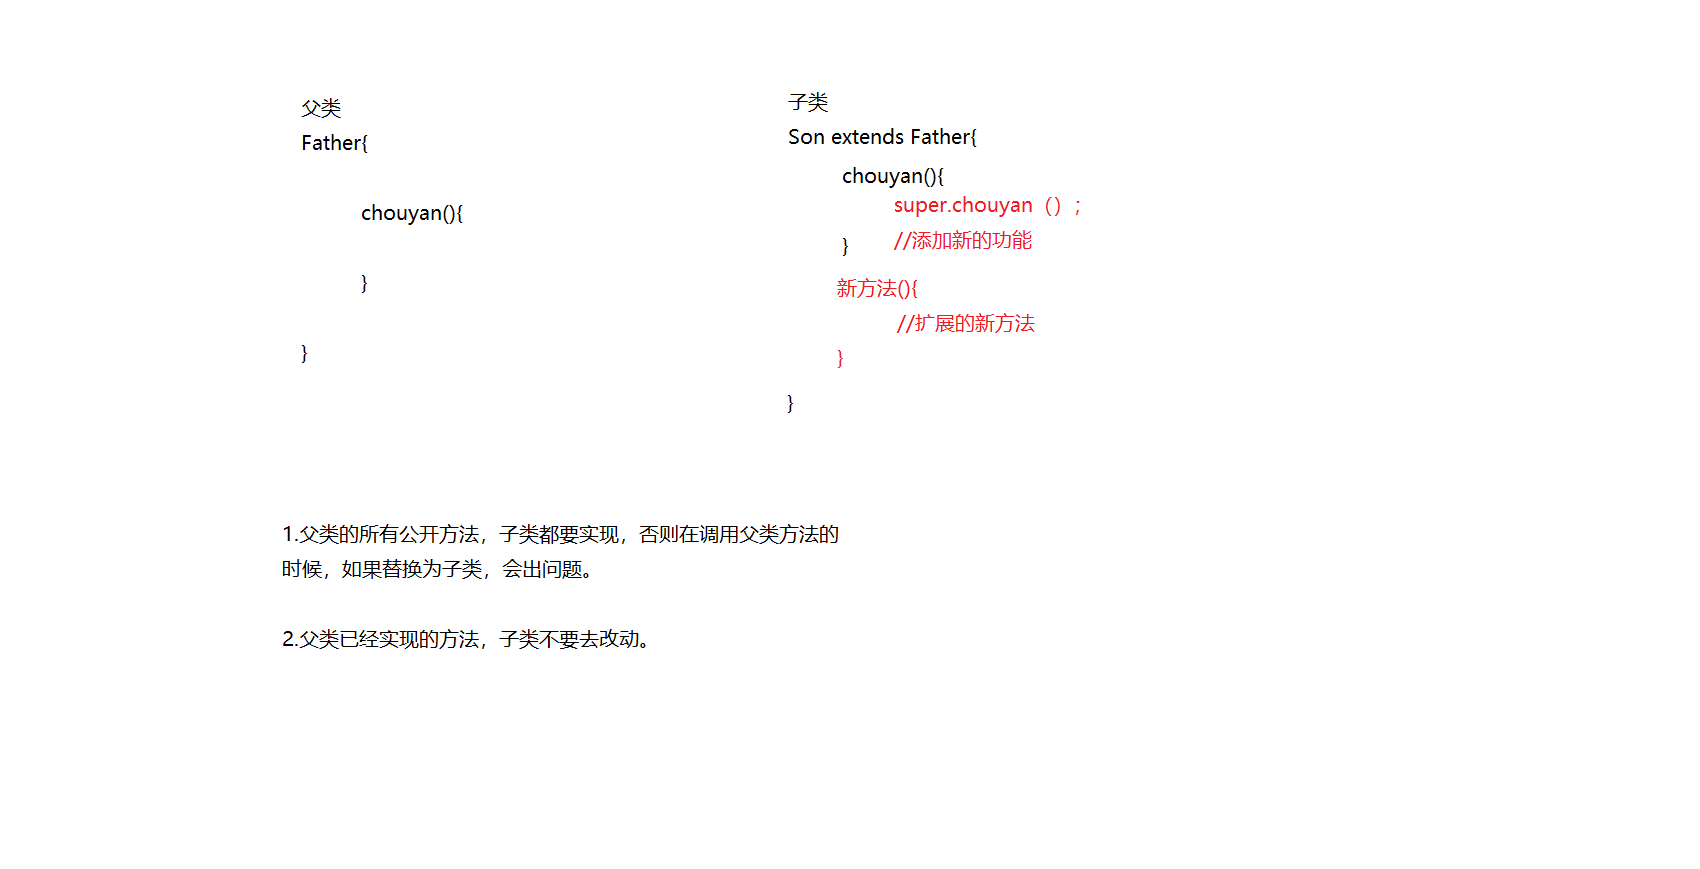 父类
Father{
chouyan(){
}
}
子类
Son extends Father{
chouyan(){
super.chouyan（）;
//添加新的功能
}
新方法(){
//扩展的新方法
}
}
1.父类的所有公开方法，子类都要实现，否则在调用父类方法的
时候，如果替换为子类，会出问题。
2.父类已经实现的方法，子类不要去改动。